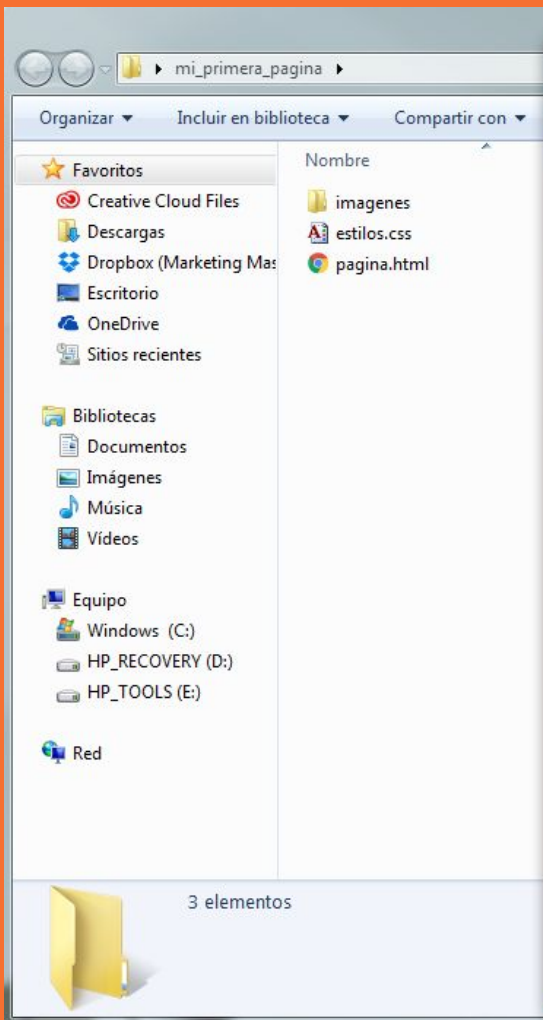 mi_primera_pagina
Organizar Incluir en biblioteca Compartir con
Favoritos
Creative Cloud Files
Descargas
Dropbox (Marketing Mas
Escritorio
OneDrive
Sitios recientes
Bibliotecas
Documentos
Imágenes
Música
Vídeos
Equipo
Windows (C:)
HP_RECOVERY (D:)
HP_TOOLS (E:)
Red
Nombre
imagenes
estilos.css
pagina.html
3 elementos